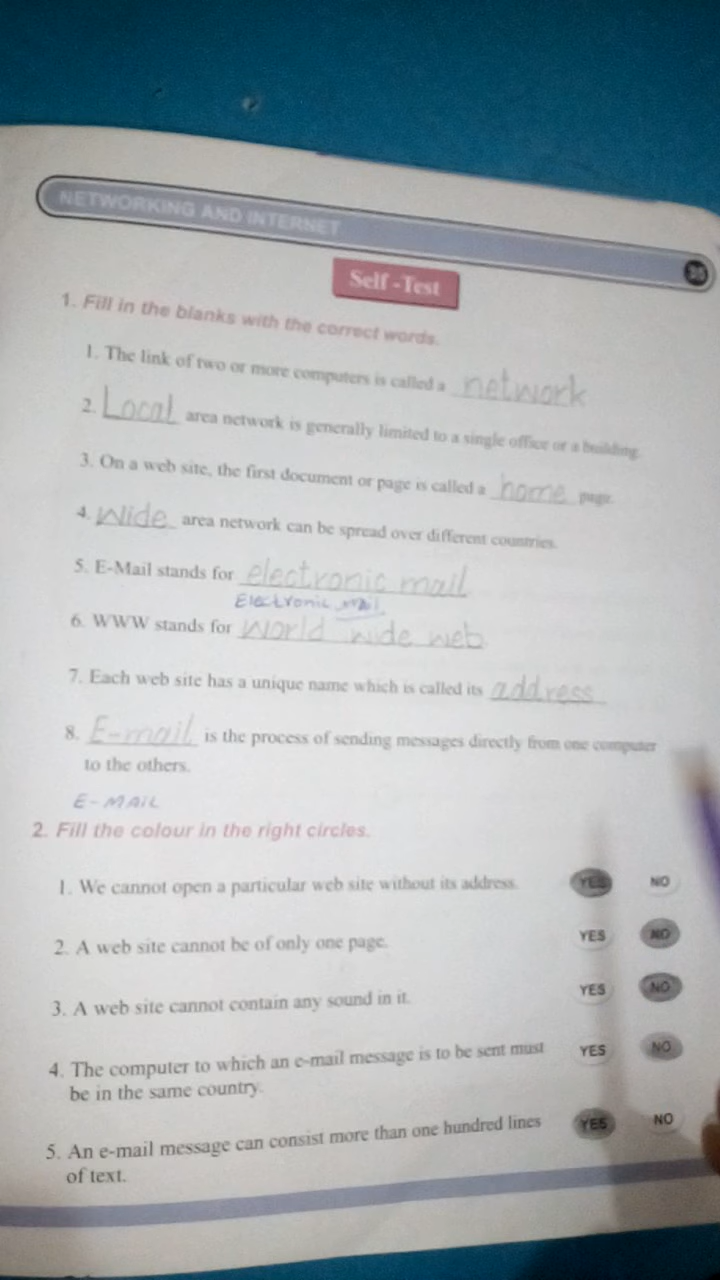 NETWORKING AND INTERNET
36
Self -Test
1. Fill in the blanks with the correct words.
1. The link of two or more computers is called a network
2. Local area network is generally limited to a single office or a building.
3. On a web site, the first document or page is called a home page.
4. Wide area network can be spread over different countries.
5. E-Mail stands for electronic mail
Electronic mail
6. WWW stands for world wide web
7. Each web site has a unique name which is called its address
8. E-mail is the process of sending messages directly from one computer
to the others.
E-MAIL
2. Fill the colour in the right circles.
1. We cannot open a particular web site without its address. YES NO
2. A web site cannot be of only one page. YES NO
3. A web site cannot contain any sound in it. YES NO
4. The computer to which an e-mail message is to be sent must YES NO
be in the same country.
5. An e-mail message can consist more than one hundred lines YES NO
of text.